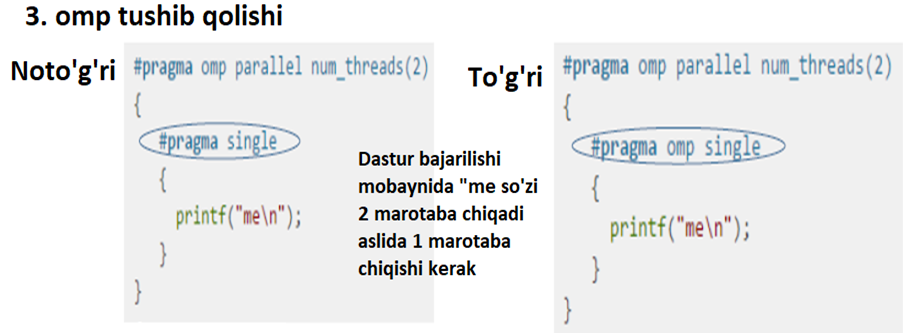 3. omp tushib qolishi
Noto'g'ri
#pragma omp parallel num_threads(2)
{
#pragma single
{
printf("me\n");
}
}
Dastur bajarilishi
mobaynida "me so'zi
2 marotaba chiqadi
aslida 1 marotaba
chiqishi kerak
To'g'ri
#pragma omp parallel num_threads(2)
{
#pragma omp single
{
printf("me\n");
}
}